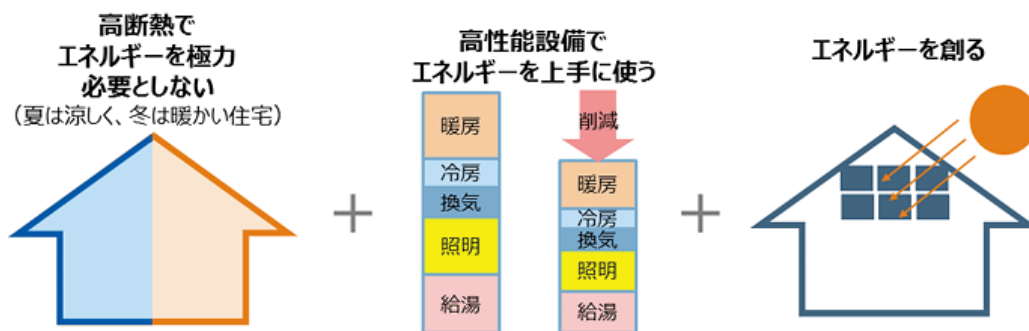 高断熱で
エネルギーを極力
必要としない
（夏は涼しく、冬は暖かい住宅）
高性能設備で
エネルギーを上手に使う
暖房
冷房
換気
照明
給湯
削減
暖房
冷房
換気
照明
給湯
エネルギーを創る